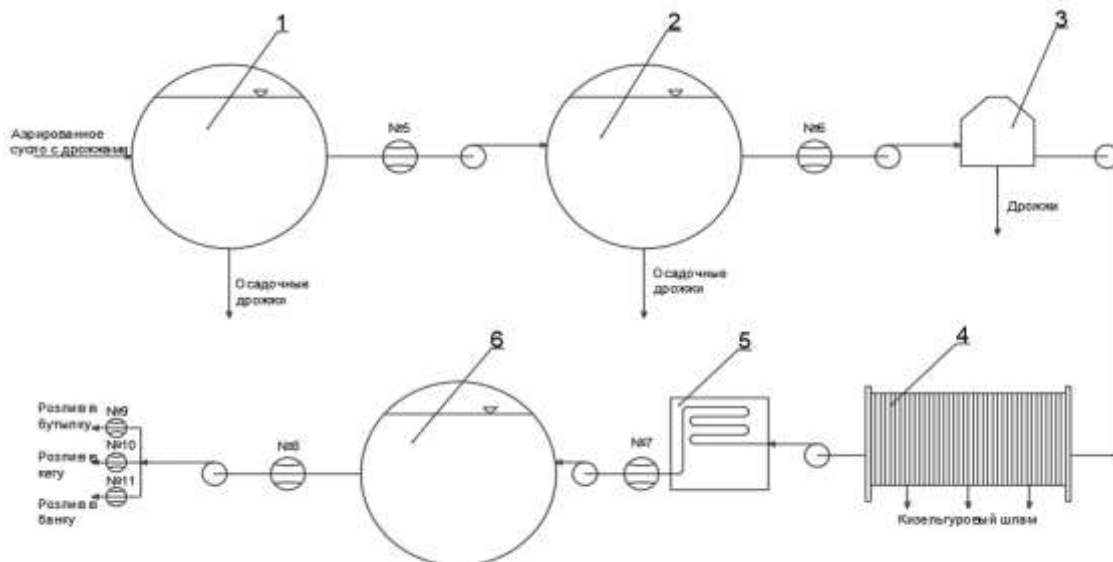 1
2
3
№5
№6
Аэрированное
сусло с дрожжами
Дрожжи
Осадочные
дрожжи
Осадочные
дрожжи
6
5
4
Розлив в
бутылку
№9
№10
№8
№7
Розлив в
кегу
№11
Розлив в
банку
Кизельгуровый шлам